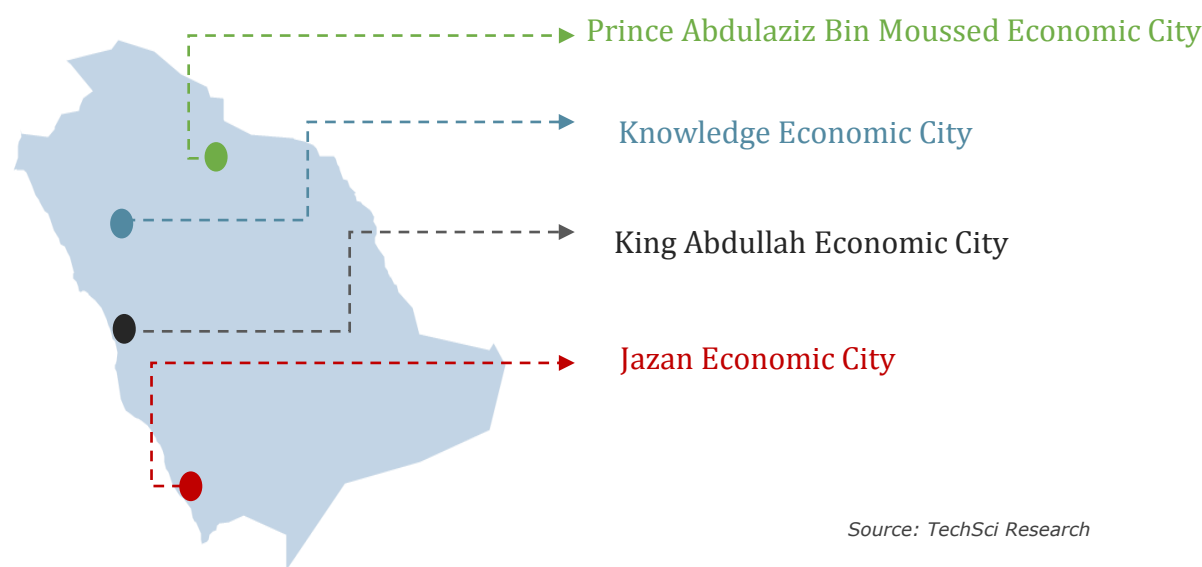 Prince Abdulaziz Bin Moussed Economic City
Knowledge Economic City
King Abdullah Economic City
Jazan Economic City
Source: TechSci Research